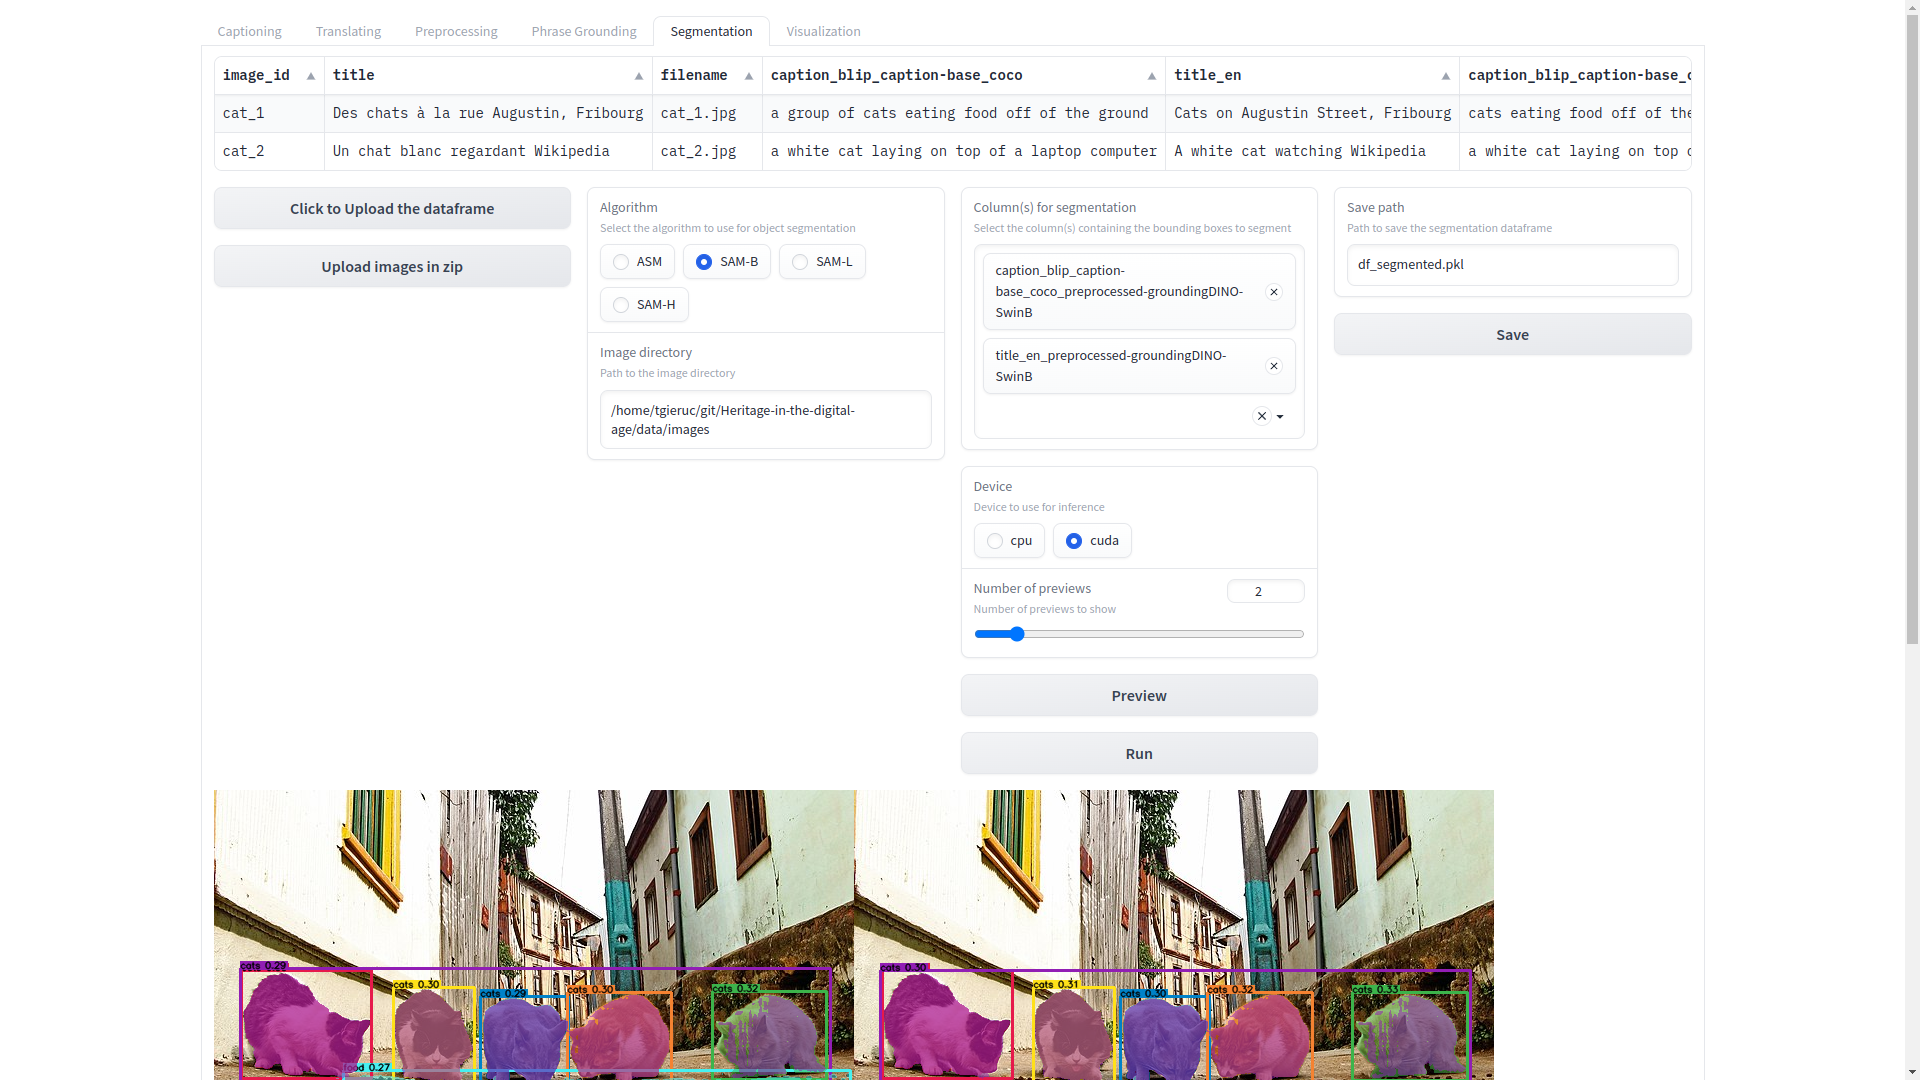 Captioning Translating Preprocessing Phrase Grounding Segmentation Visualization
image_id title filename caption_blip_caption-base_coco title_en caption_blip_caption-base_c
cat_1 Des chats à la rue Augustin, Fribourg cat_1.jpg a group of cats eating food off of the ground Cats on Augustin Street, Fribourg cats eating food off of the
cat_2 Un chat blanc regardant Wikipedia cat_2.jpg a white cat laying on top of a laptop computer A white cat watching Wikipedia a white cat laying on top
Click to Upload the dataframe
Upload images in zip
Algorithm
Select the algorithm to use for object segmentation
ASM SAM-B SAM-L
SAM-H
Image directory
Path to the image directory
/home/tgieruc/git/Heritage-in-the-digital-
age/data/images
Column(s) for segmentation
Select the column(s) containing the bounding boxes to segment
caption_blip_caption-
base_coco_preprocessed-groundingDINO-
SwinB
title_en_preprocessed-groundingDINO-
SwinB
Device
Device to use for inference
cpu cuda
Number of previews 2
Number of previews to show
Preview
Run
Save path
Path to save the segmentation dataframe
df_segmented.pkl
Save
cats 0.29 cats 0.30 cats 0.29 cats 0.30 cats 0.32
food 0.27
cats 0.30 cats 0.31 cats 0.30 cats 0.32 cats 0.33